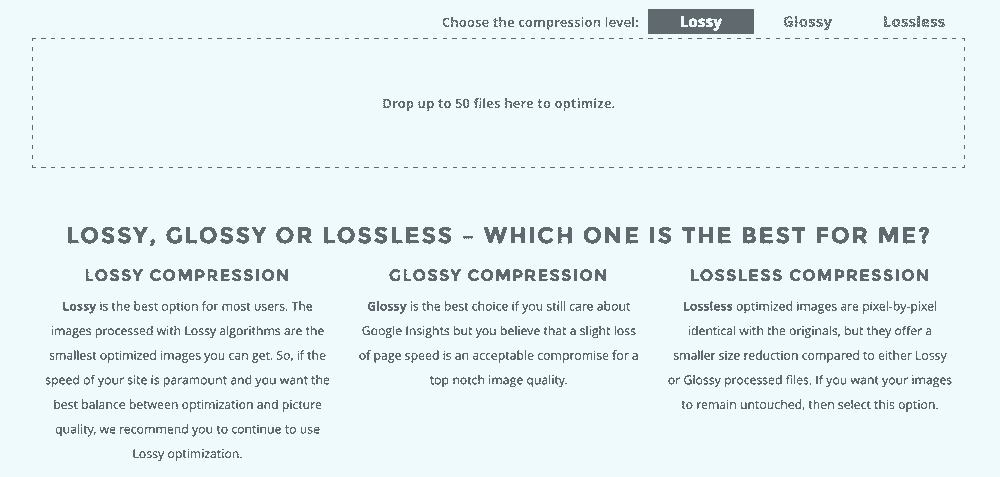 Choose the compression level: Lossy Glossy Lossless
Drop up to 50 files here to optimize.
LOSSY, GLOSSY OR LOSSLESS – WHICH ONE IS THE BEST FOR ME?
LOSSY COMPRESSION
Lossy is the best option for most users. The
images processed with Lossy algorithms are the
smallest optimized images you can get. So, if the
speed of your site is paramount and you want the
best balance between optimization and picture
quality, we recommend you to continue to use
Lossy optimization.
GLOSSY COMPRESSION
Glossy is the best choice if you still care about
Google Insights but you believe that a slight loss
of page speed is an acceptable compromise for a
top notch image quality.
LOSSLESS COMPRESSION
Lossless optimized images are pixel-by-pixel
identical with the originals, but they offer a
smaller size reduction compared to either Lossy
or Glossy processed files. If you want your images
to remain untouched, then select this option.